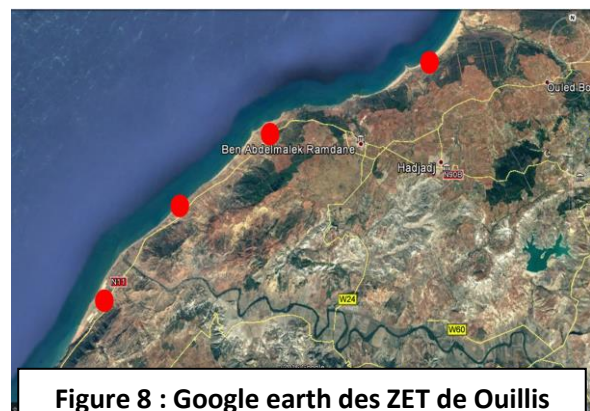 Ouled Bo
Ben Abdelmalek Ramdane
Hadjadj
N90B
N11
W24
W60
Figure 8 : Google earth des ZET de Ouillis